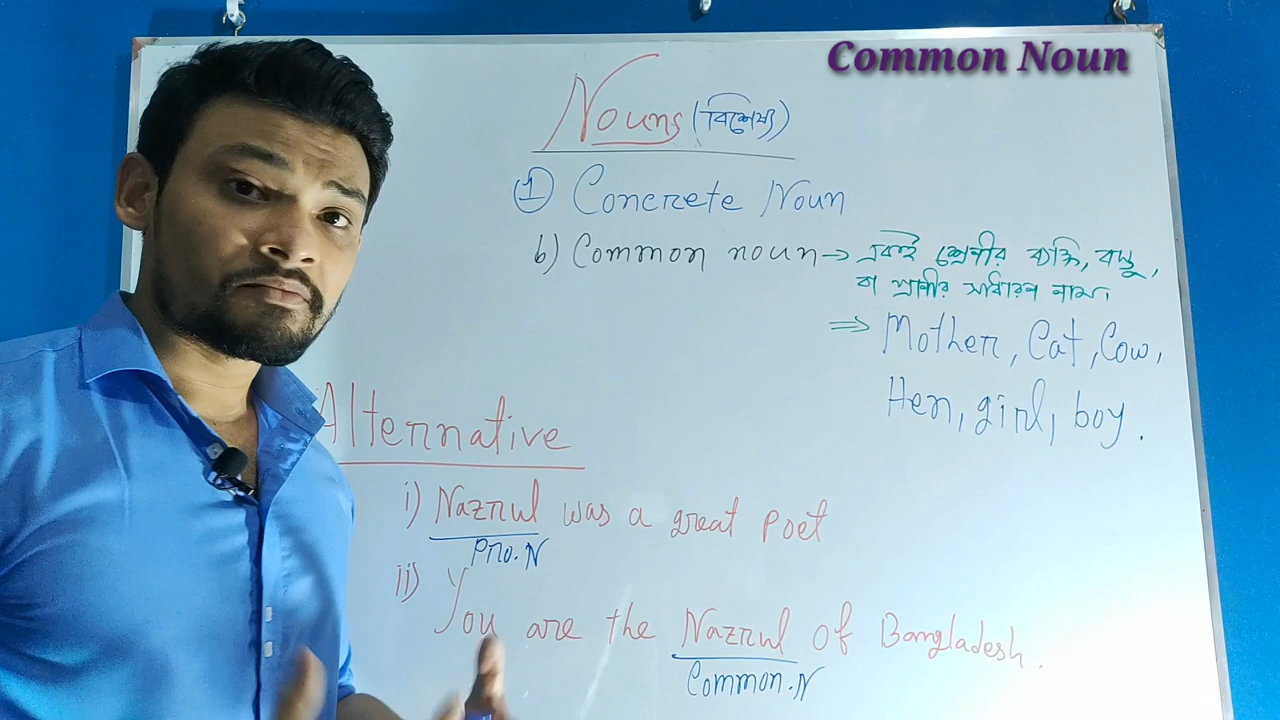 Common Noun
Nouns (বিশেষ্য)
1 Concrete Noun
b) Common noun → একই শ্রেণীর ব্যক্তি, বস্তু,
বা প্রাণীর সাধারণ নাম।
⇒ Mother, Cat, Cow,
Hen, girl, boy.
Alternative
i) Nazrul was a great poet
Pro.N
ii) You are the Nazrul of Bangladesh.
Common.N